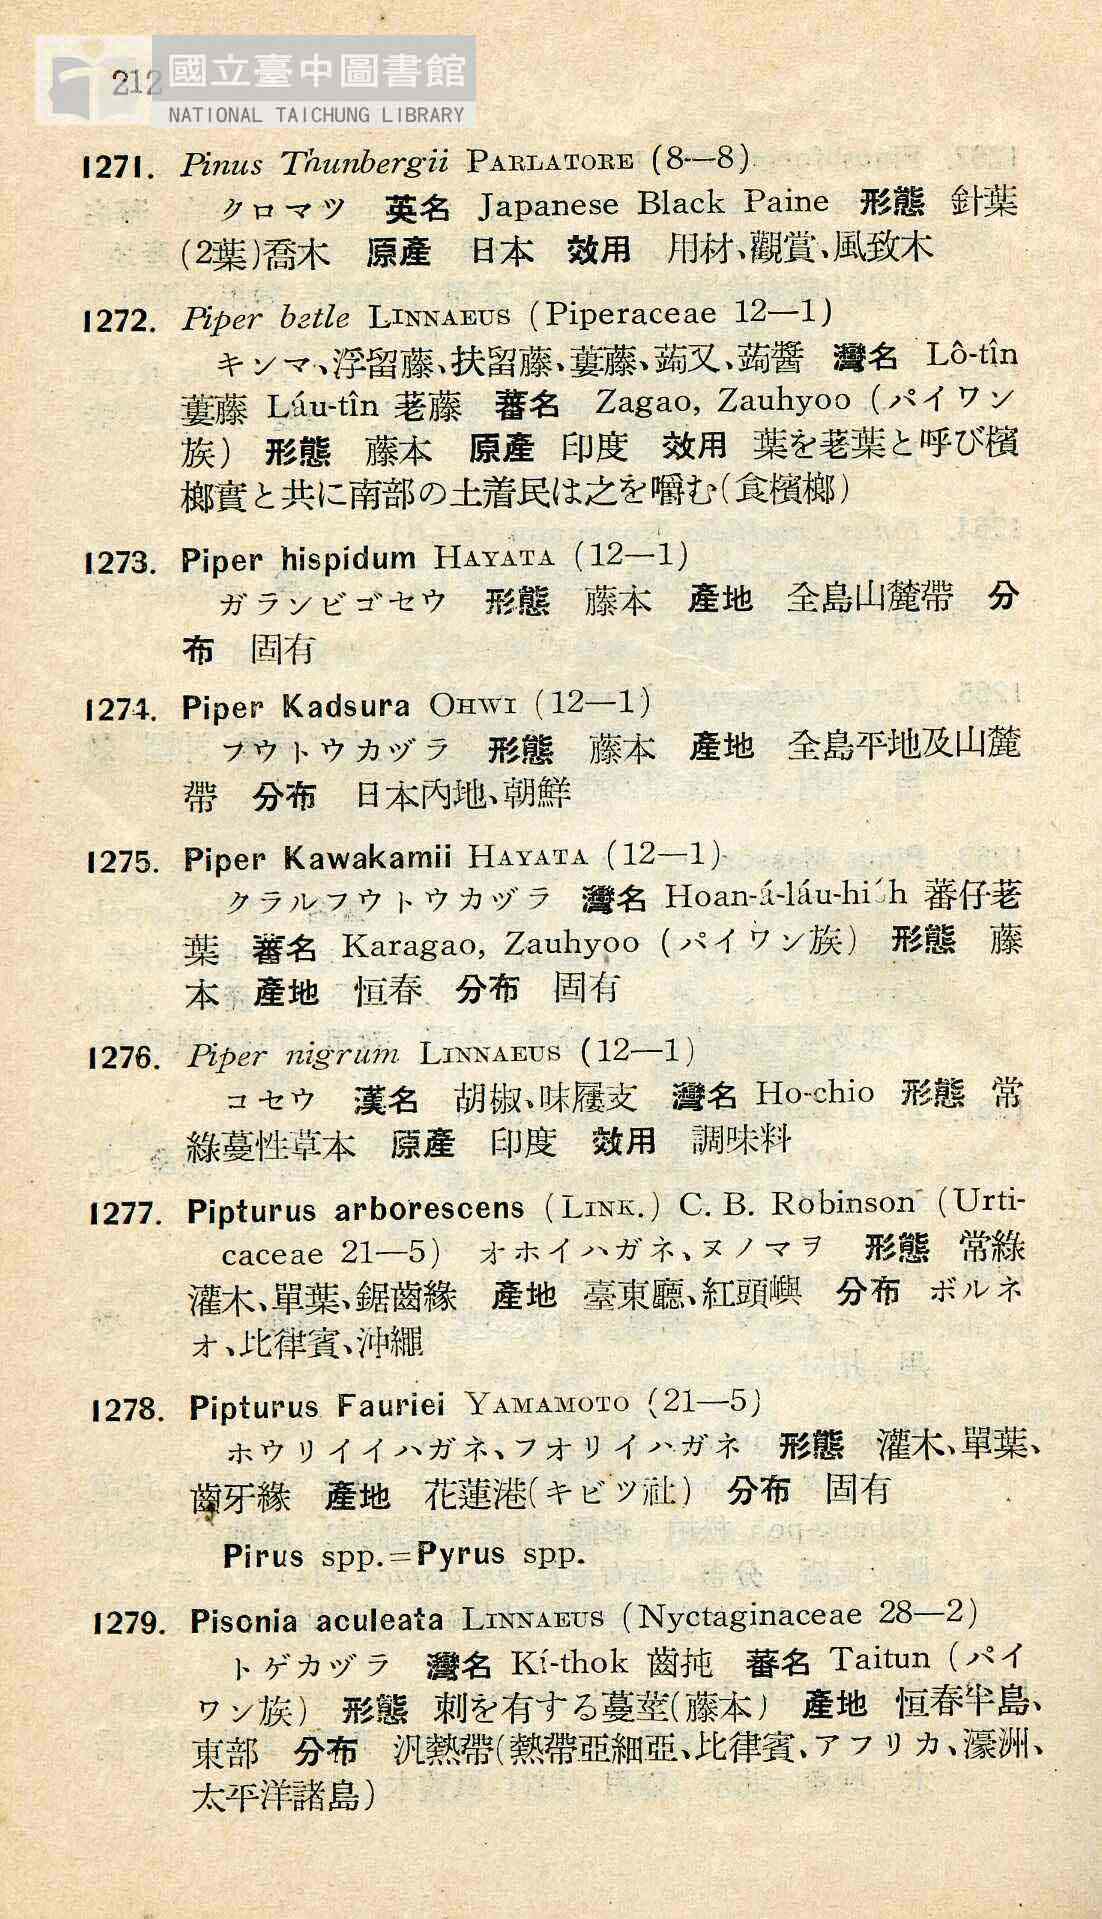 212
國立臺中圖書館
NATIONAL TAICHUNG LIBRARY
1271. Pinus Thunbergii PARLATORE (8—8)
クロマツ 英名 Japanese Black Paine 形態 針葉
(2葉)喬木 原產 日本 效用 用材、觀賞、風致木
1272. Piper betle LINNAEUS (Piperaceae 12—1)
キンマ、浮留藤、扶留藤、蔞藤、蒟叉、蒟醬 灣名 Lô-tîn
蔞藤 Láu-tîn 荖藤 蕃名 Zagao, Zauhyoo (パイワン
族) 形態 藤本 原產 印度 效用 葉を荖葉と呼び檳
榔實と共に南部の土着民は之を嚼む(食檳榔)
1273. Piper hispidum HAYATA (12—1)
ガランビゴセウ 形態 藤本 產地 全島山麓帶 分
布 固有
1274. Piper Kadsura OHWI (12—1)
フウトウカヅラ 形態 藤本 產地 全島平地及山麓
帶 分布 日本內地、朝鮮
1275. Piper Kawakamii HAYATA (12—1)
クラルフウトウカヅラ 灣名 Hoan-á-láu-hio̍h 蕃仔荖
葉 蕃名 Karagao, Zauhyoo (パイワン族) 形態 藤
本 產地 恒春 分布 固有
1276. Piper nigrum LINNAEUS (12—1)
コセウ 漢名 胡椒、味履支 灣名 Ho-chio 形態 常
綠蔓性草本 原產 印度 效用 調味料
1277. Pipturus arborescens (LINK.) C. B. Robinson (Urti-
caceae 21—5) オホイハガネ、ヌノマヲ 形態 常綠
灌木、單葉、鋸齒緣 產地 臺東廳、紅頭嶼 分布 ボルネ
オ、比律賓、沖繩
1278. Pipturus Fauriei YAMAMOTO (21—5)
ホウリイイハガネ、フオリイハガネ 形態 灌木、單葉、
齒牙緣 產地 花蓮港(キビツ社) 分布 固有
Pirus spp.=Pyrus spp.
1279. Pisonia aculeata LINNAEUS (Nyctaginaceae 28—2)
トゲカヅラ 灣名 Kí-thok 齒扽 蕃名 Taitun (パイ
ワン族) 形態 刺を有する蔓莖(藤本) 產地 恒春半島、
東部 分布 汎熱帶(熱帶亞細亞、比律賓、アフリカ、濠洲、
太平洋諸島)